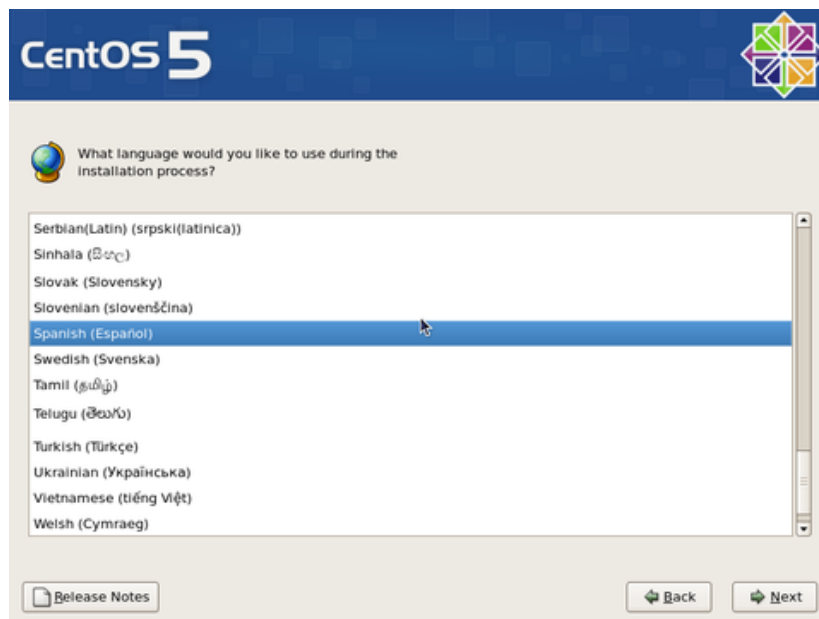 CentOS 5
What language would you like to use during the
installation process?
Serbian(Latin) (srpski(latinica))
Sinhala (සිංහල)
Slovak (Slovensky)
Slovenian (slovenščina)
Spanish (Español)
Swedish (Svenska)
Tamil (தமிழ்)
Telugu (తెలుగు)
Turkish (Türkçe)
Ukrainian (Українська)
Vietnamese (tiếng Việt)
Welsh (Cymraeg)
Release Notes
Back
Next